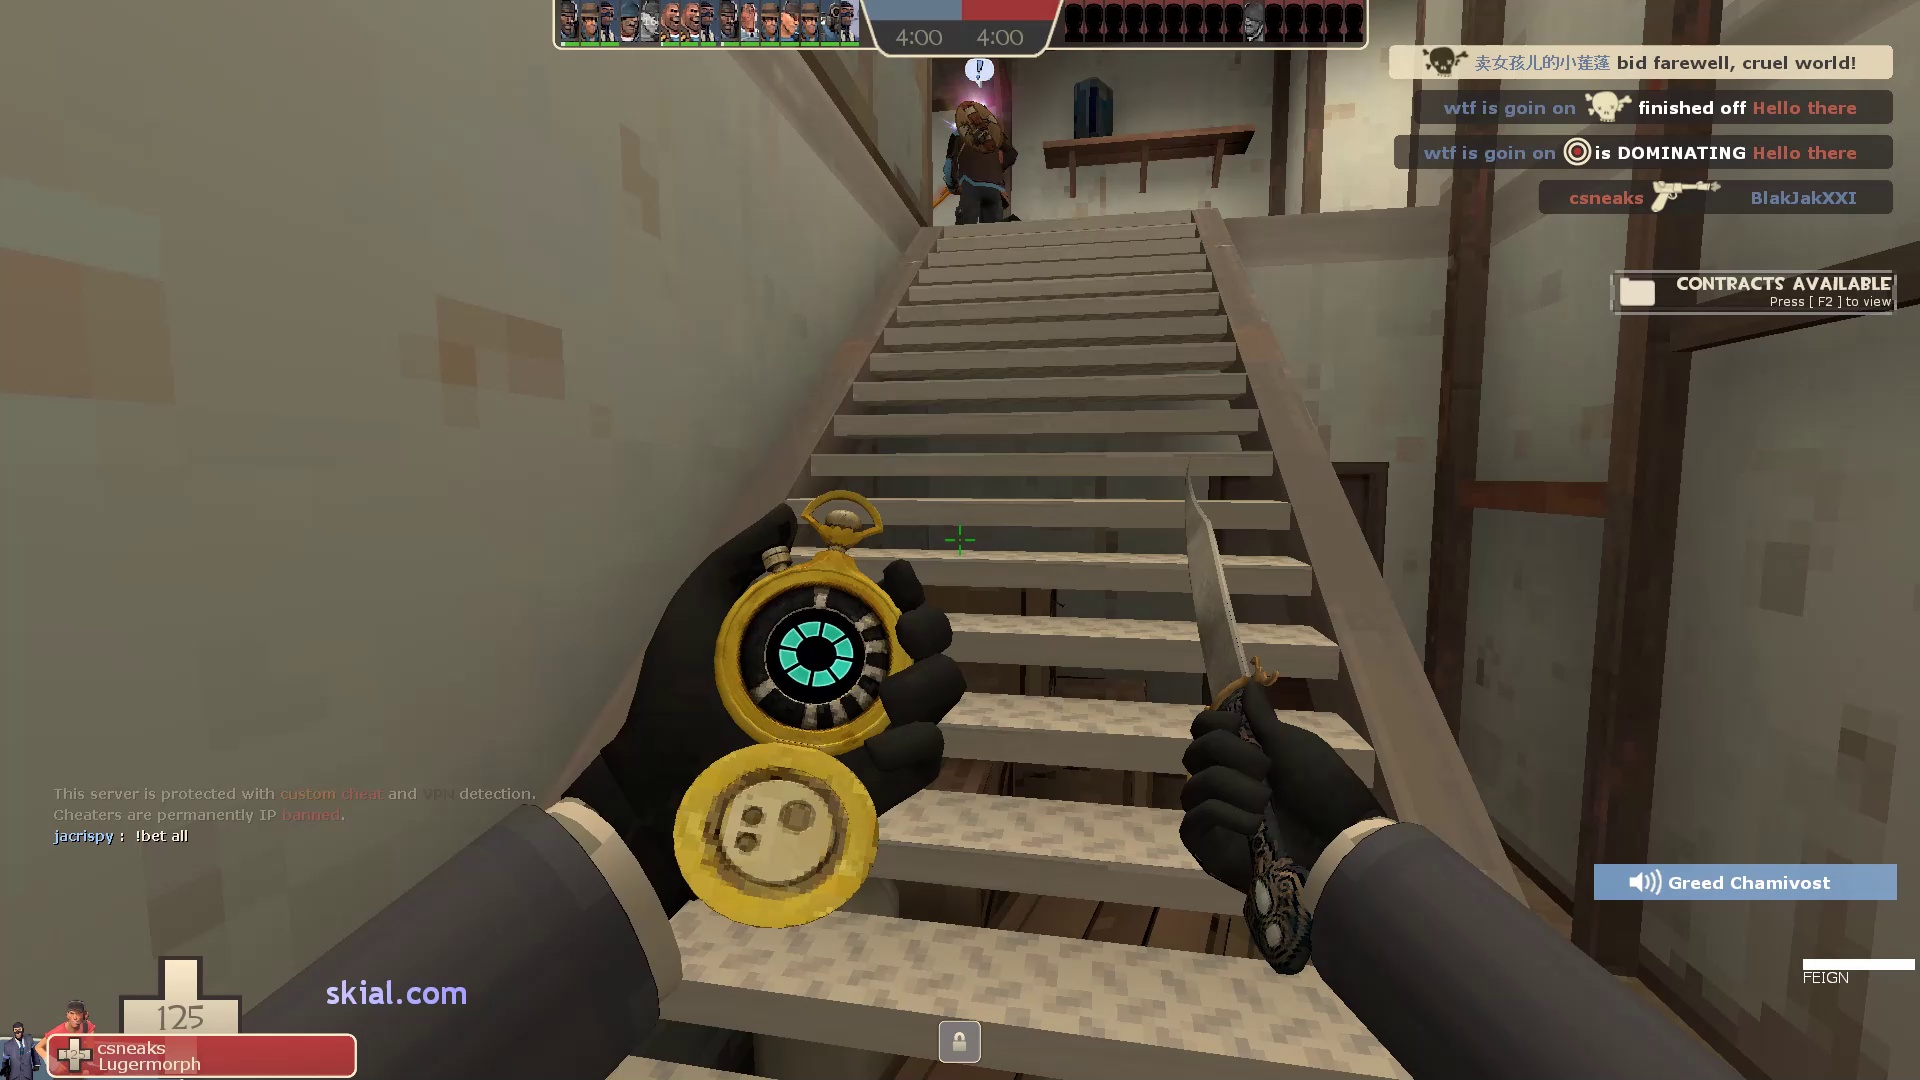 4:00 4:00
卖女孩儿的小莲蓬 bid farewell, cruel world!
wtf is goin on finished off Hello there
wtf is goin on is DOMINATING Hello there
csneaks BlakJakXXI
CONTRACTS AVAILABLE
Press [ F2 ] to view
This server is protected with custom cheat and VPN detection.
Cheaters are permanently IP banned.
jacrispy : !bet all
Greed Chamivost
FEIGN
skial.com
125
csneaks
Lugermorph